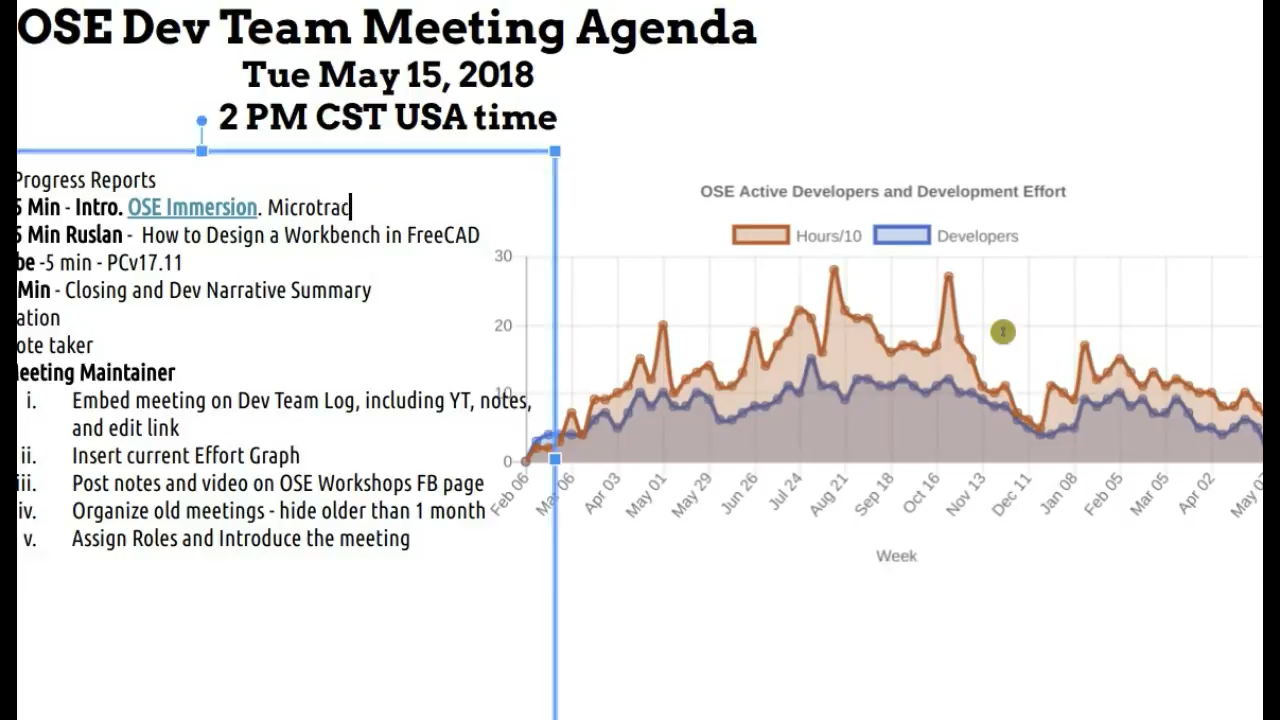 OSE Dev Team Meeting Agenda
Tue May 15, 2018
2 PM CST USA time
Progress Reports
5 Min - Intro. OSE Immersion. Microtrac
5 Min Ruslan - How to Design a Workbench in FreeCAD
be -5 min - PCv17.11
Min - Closing and Dev Narrative Summary
ation
ote taker
eeting Maintainer
i. Embed meeting on Dev Team Log, including YT, notes,
and edit link
ii. Insert current Effort Graph
iii. Post notes and video on OSE Workshops FB page
iv. Organize old meetings - hide older than 1 month
v. Assign Roles and Introduce the meeting
OSE Active Developers and Development Effort
Hours/10 Developers
30
20
10
0
Feb 06 Mar 06 Apr 03 May 01 May 29 Jun 26 Jul 24 Aug 21 Sep 18 Oct 16 Nov 13 Dec 11 Jan 08 Feb 05 Mar 05 Apr 02 May 0
Week